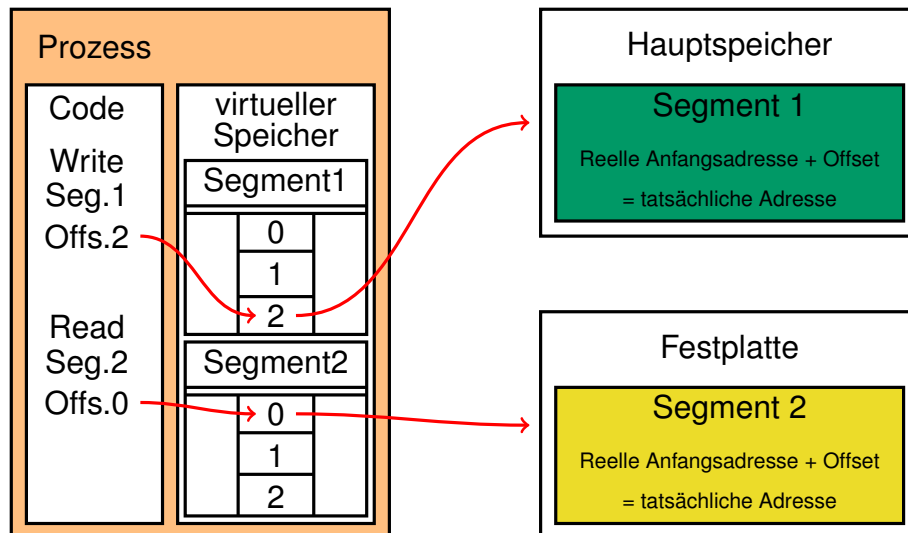 Prozess
Code
Write
Seg.1
Offs.2
Read
Seg.2
Offs.0
virtueller
Speicher
Segment1
0
1
2
Segment2
0
1
2
Hauptspeicher
Segment 1
Reelle Anfangsadresse + Offset
= tatsächliche Adresse
Festplatte
Segment 2
Reelle Anfangsadresse + Offset
= tatsächliche Adresse